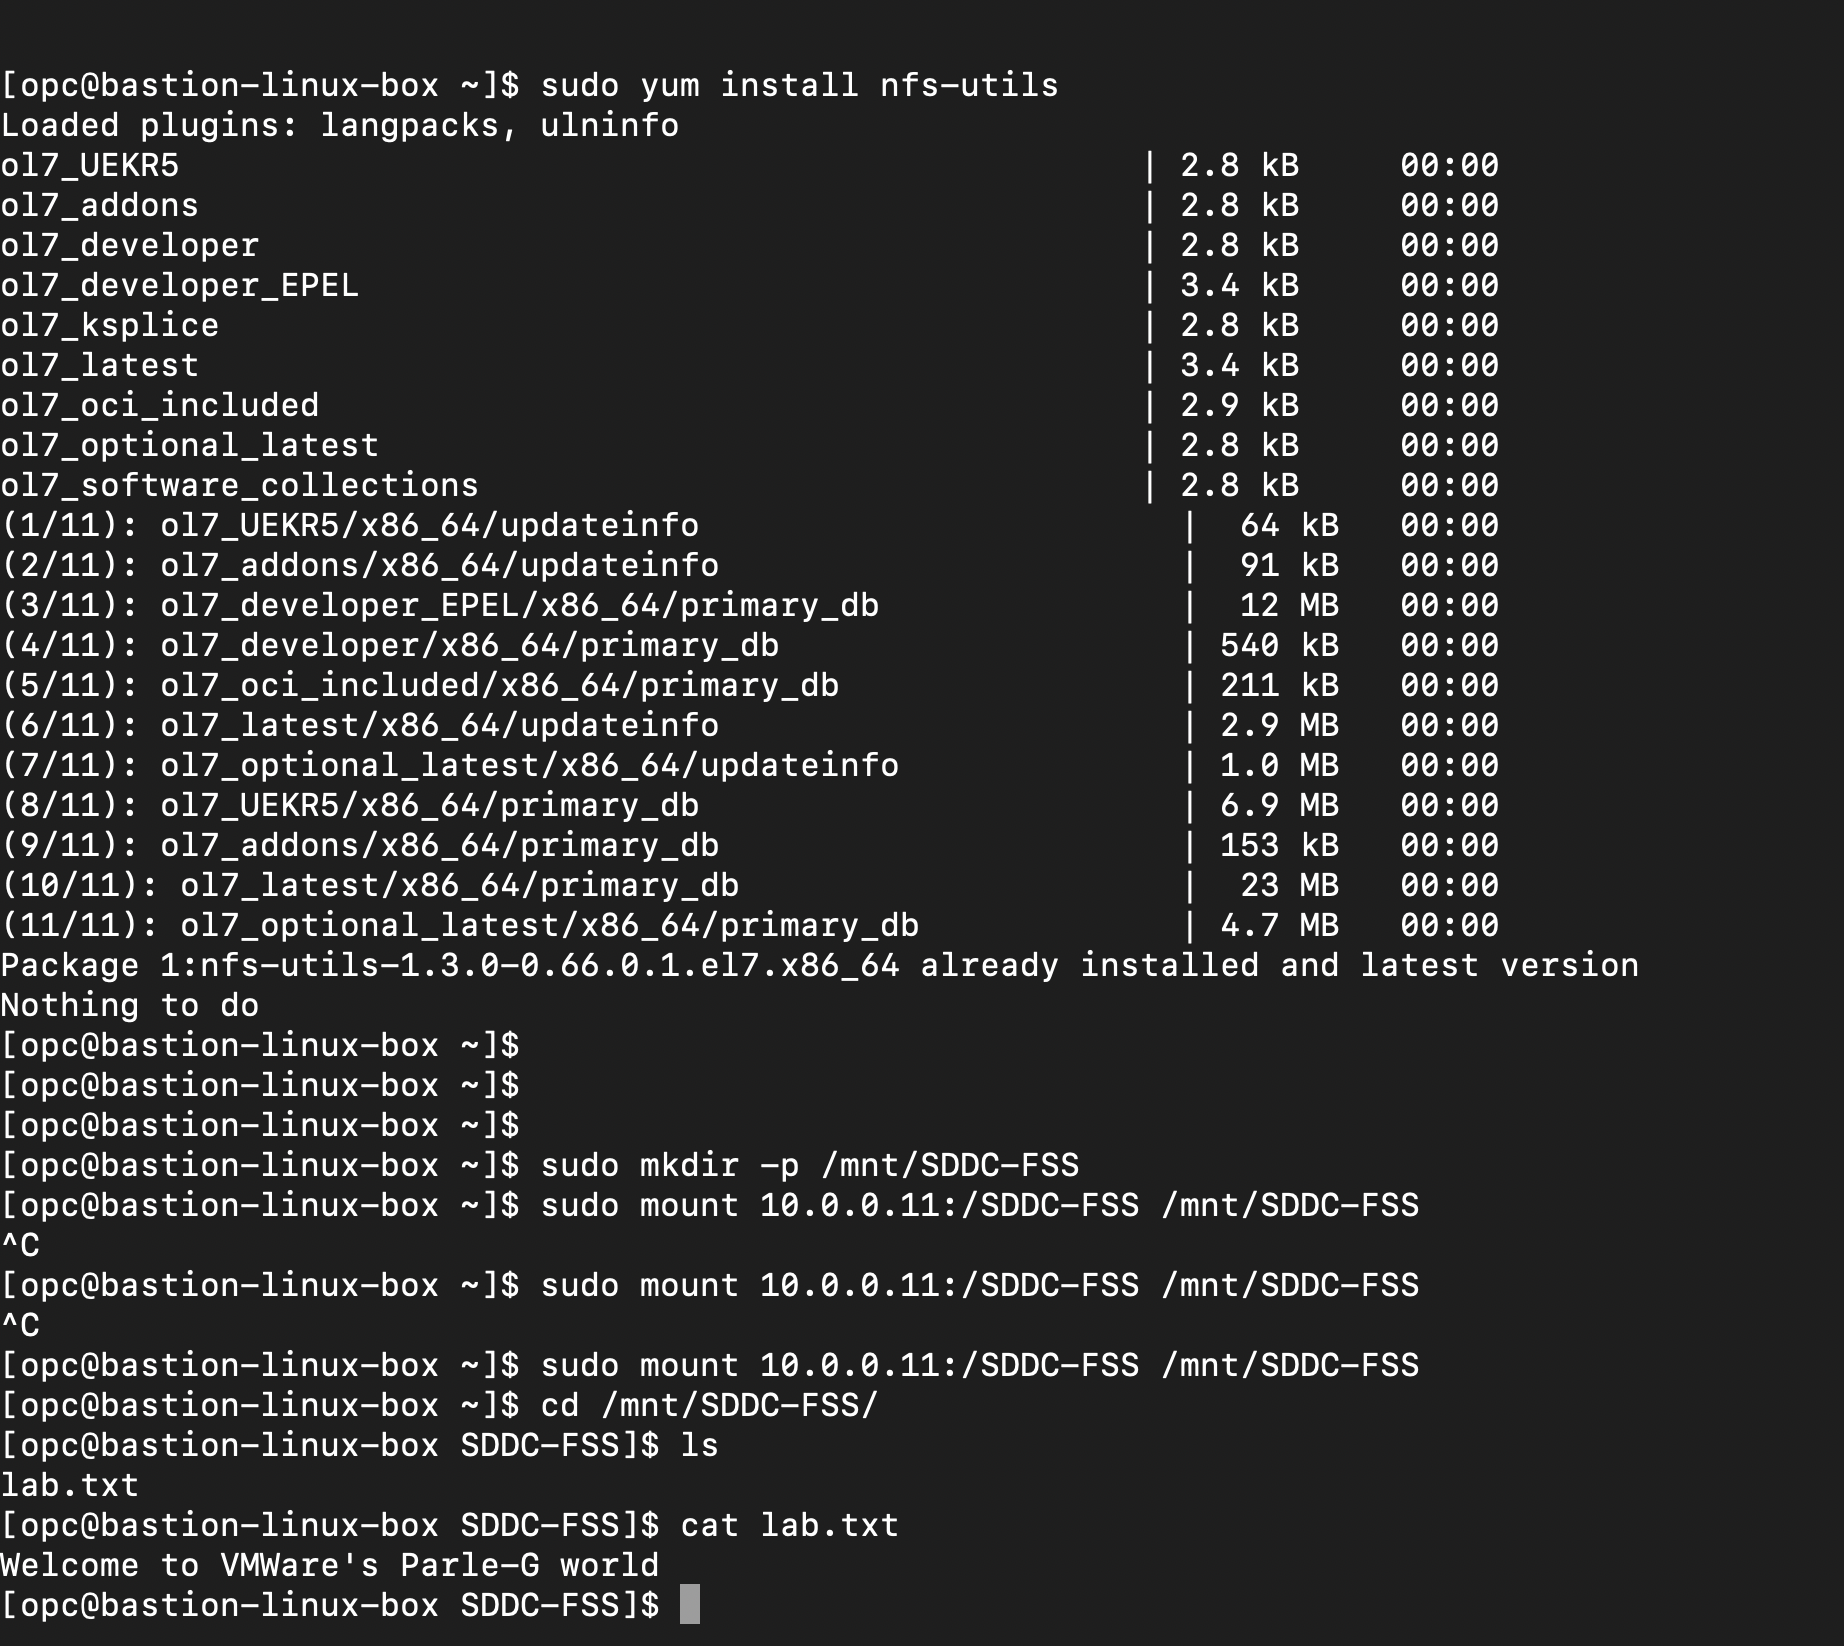 [opc@bastion-linux-box ~]$ sudo yum install nfs-utils
Loaded plugins: langpacks, ulninfo
ol7_UEKR5 | 2.8 kB 00:00
ol7_addons | 2.8 kB 00:00
ol7_developer | 2.8 kB 00:00
ol7_developer_EPEL | 3.4 kB 00:00
ol7_ksplice | 2.8 kB 00:00
ol7_latest | 3.4 kB 00:00
ol7_oci_included | 2.9 kB 00:00
ol7_optional_latest | 2.8 kB 00:00
ol7_software_collections | 2.8 kB 00:00
(1/11): ol7_UEKR5/x86_64/updateinfo | 64 kB 00:00
(2/11): ol7_addons/x86_64/updateinfo | 91 kB 00:00
(3/11): ol7_developer_EPEL/x86_64/primary_db | 12 MB 00:00
(4/11): ol7_developer/x86_64/primary_db | 540 kB 00:00
(5/11): ol7_oci_included/x86_64/primary_db | 211 kB 00:00
(6/11): ol7_latest/x86_64/updateinfo | 2.9 MB 00:00
(7/11): ol7_optional_latest/x86_64/updateinfo | 1.0 MB 00:00
(8/11): ol7_UEKR5/x86_64/primary_db | 6.9 MB 00:00
(9/11): ol7_addons/x86_64/primary_db | 153 kB 00:00
(10/11): ol7_latest/x86_64/primary_db | 23 MB 00:00
(11/11): ol7_optional_latest/x86_64/primary_db | 4.7 MB 00:00
Package 1:nfs-utils-1.3.0-0.66.0.1.el7.x86_64 already installed and latest version
Nothing to do
[opc@bastion-linux-box ~]$
[opc@bastion-linux-box ~]$
[opc@bastion-linux-box ~]$
[opc@bastion-linux-box ~]$ sudo mkdir -p /mnt/SDDC-FSS
[opc@bastion-linux-box ~]$ sudo mount 10.0.0.11:/SDDC-FSS /mnt/SDDC-FSS
^C
[opc@bastion-linux-box ~]$ sudo mount 10.0.0.11:/SDDC-FSS /mnt/SDDC-FSS
^C
[opc@bastion-linux-box ~]$ sudo mount 10.0.0.11:/SDDC-FSS /mnt/SDDC-FSS
[opc@bastion-linux-box ~]$ cd /mnt/SDDC-FSS/
[opc@bastion-linux-box SDDC-FSS]$ ls
lab.txt
[opc@bastion-linux-box SDDC-FSS]$ cat lab.txt
Welcome to VMWare's Parle-G world
[opc@bastion-linux-box SDDC-FSS]$